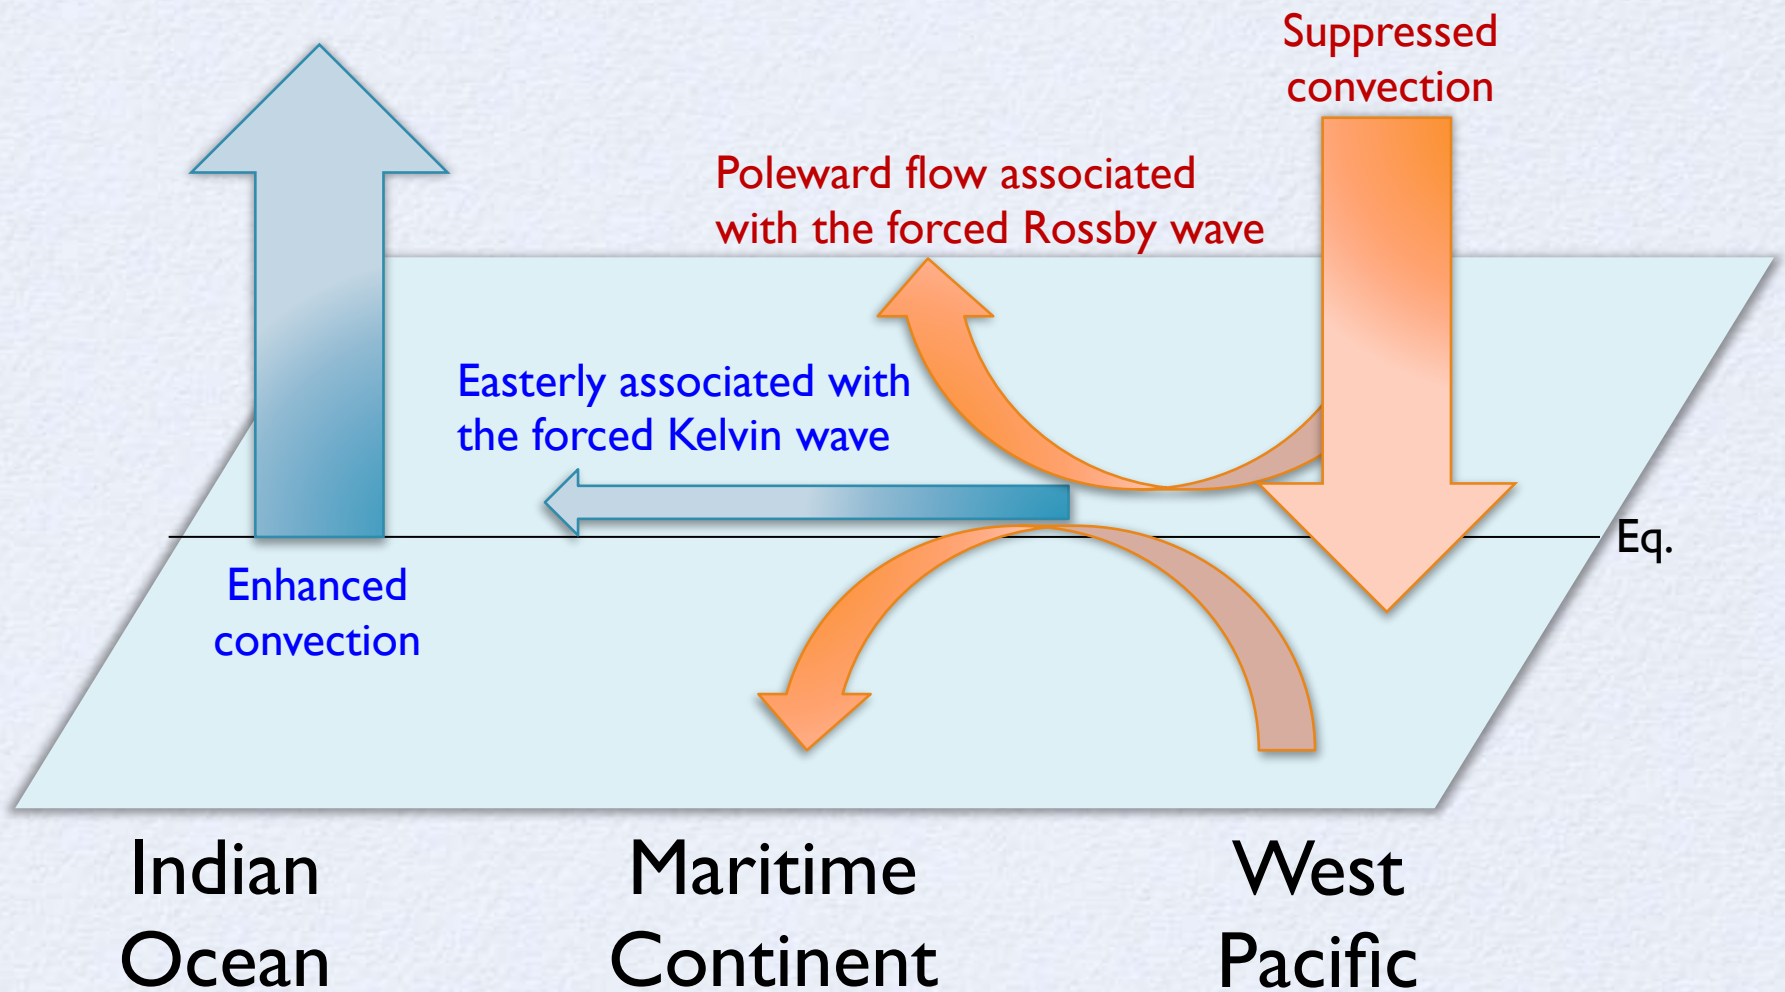 Suppressed
convection
Poleward flow associated
with the forced Rossby wave
Easterly associated with
the forced Kelvin wave
Eq.
Enhanced
convection
Indian
Ocean
Maritime
Continent
West
Pacific